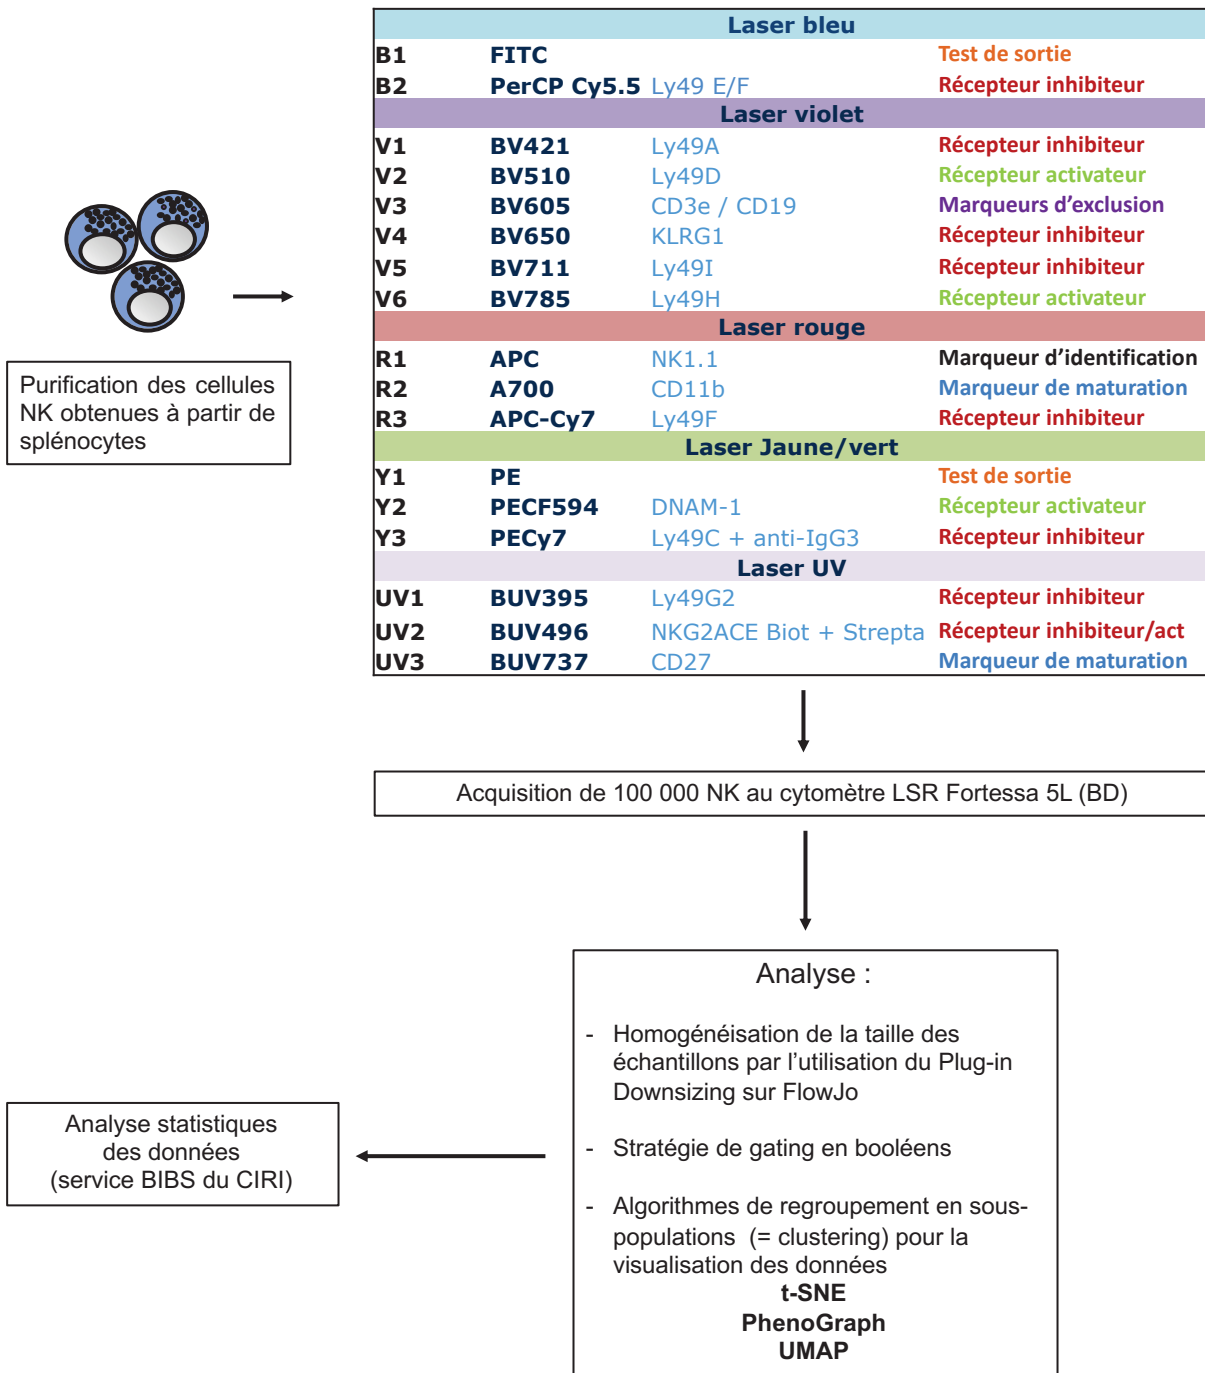 Laser bleu
B1 FITC Test de sortie
B2 PerCP Cy5.5 Ly49 E/F Récepteur inhibiteur
Laser violet
V1 BV421 Ly49A Récepteur inhibiteur
V2 BV510 Ly49D Récepteur activateur
V3 BV605 CD3e / CD19 Marqueurs d'exclusion
V4 BV650 KLRG1 Récepteur inhibiteur
V5 BV711 Ly49I Récepteur inhibiteur
V6 BV785 Ly49H Récepteur activateur
Laser rouge
R1 APC NK1.1 Marqueur d’identification
R2 A700 CD11b Marqueur de maturation
R3 APC-Cy7 Ly49F Récepteur inhibiteur
Laser Jaune/vert
Y1 PE Test de sortie
Y2 PECF594 DNAM-1 Récepteur activateur
Y3 PECy7 Ly49C + anti-IgG3 Récepteur inhibiteur
Laser UV
UV1 BUV395 Ly49G2 Récepteur inhibiteur
UV2 BUV496 NKG2ACE Biot + Strepta Récepteur inhibiteur/act
UV3 BUV737 CD27 Marqueur de maturation
Purification des cellules
NK obtenues à partir de
splénocytes
Acquisition de 100 000 NK au cytomètre LSR Fortessa 5L (BD)
Analyse :
- Homogénéisation de la taille des
échantillons par l’utilisation du Plug-in
Downsizing sur FlowJo
- Stratégie de gating en booléens
- Algorithmes de regroupement en sous-
populations (= clustering) pour la
visualisation des données
t-SNE
PhenoGraph
UMAP
Analyse statistiques
des données
(service BIBS du CIRI)